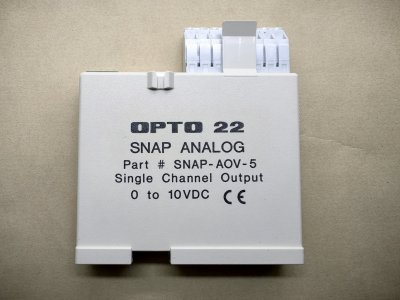 OPTO 22
SNAP ANALOG
Part # SNAP-AOV-5
Single Channel Output
0 to 10VDC CE